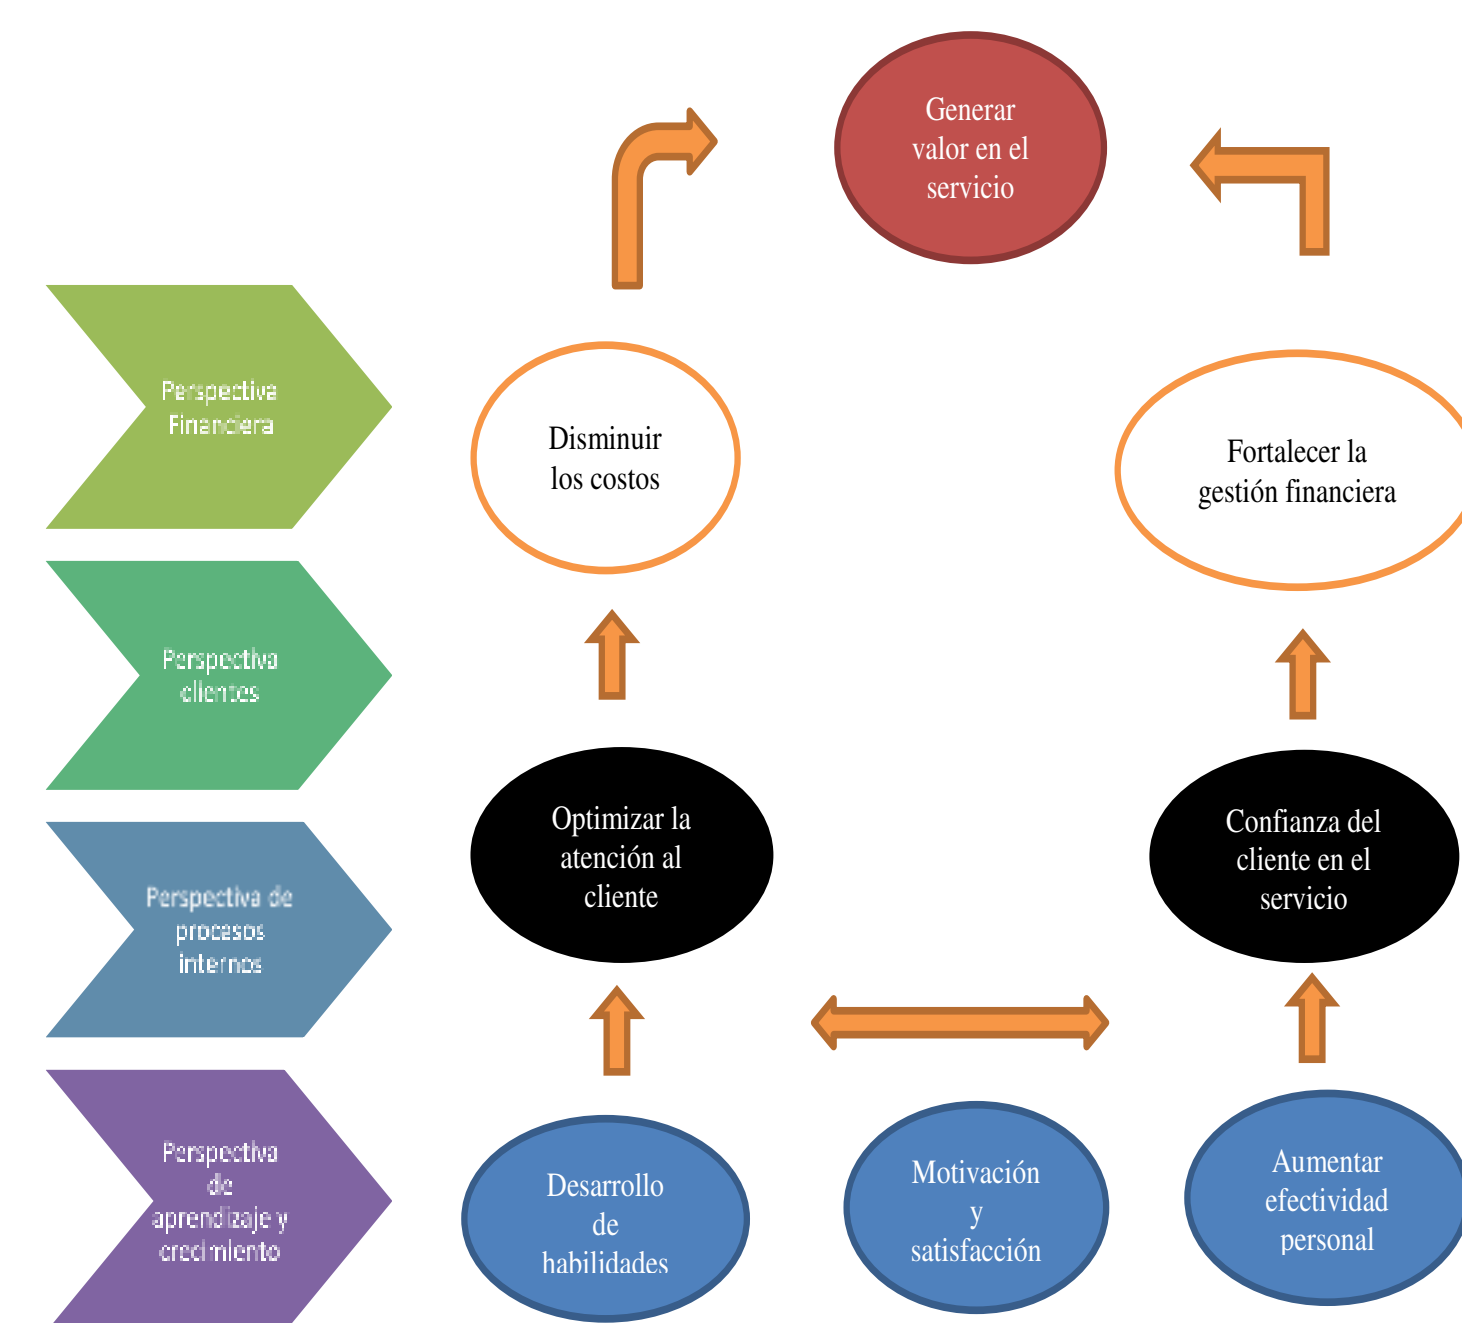 Generar
valor en el
servicio
Perspectiva
Financiera
Disminuir
los costos
Fortalecer la
gestión financiera
Perspectiva
clientes
Optimizar la
atención al
cliente
Confianza del
cliente en el
servicio
Perspectiva de
procesos
internos
Perspectiva
de
aprendizaje y
crecimiento
Desarrollo
de
habilidades
Motivación
y
satisfacción
Aumentar
efectividad
personal